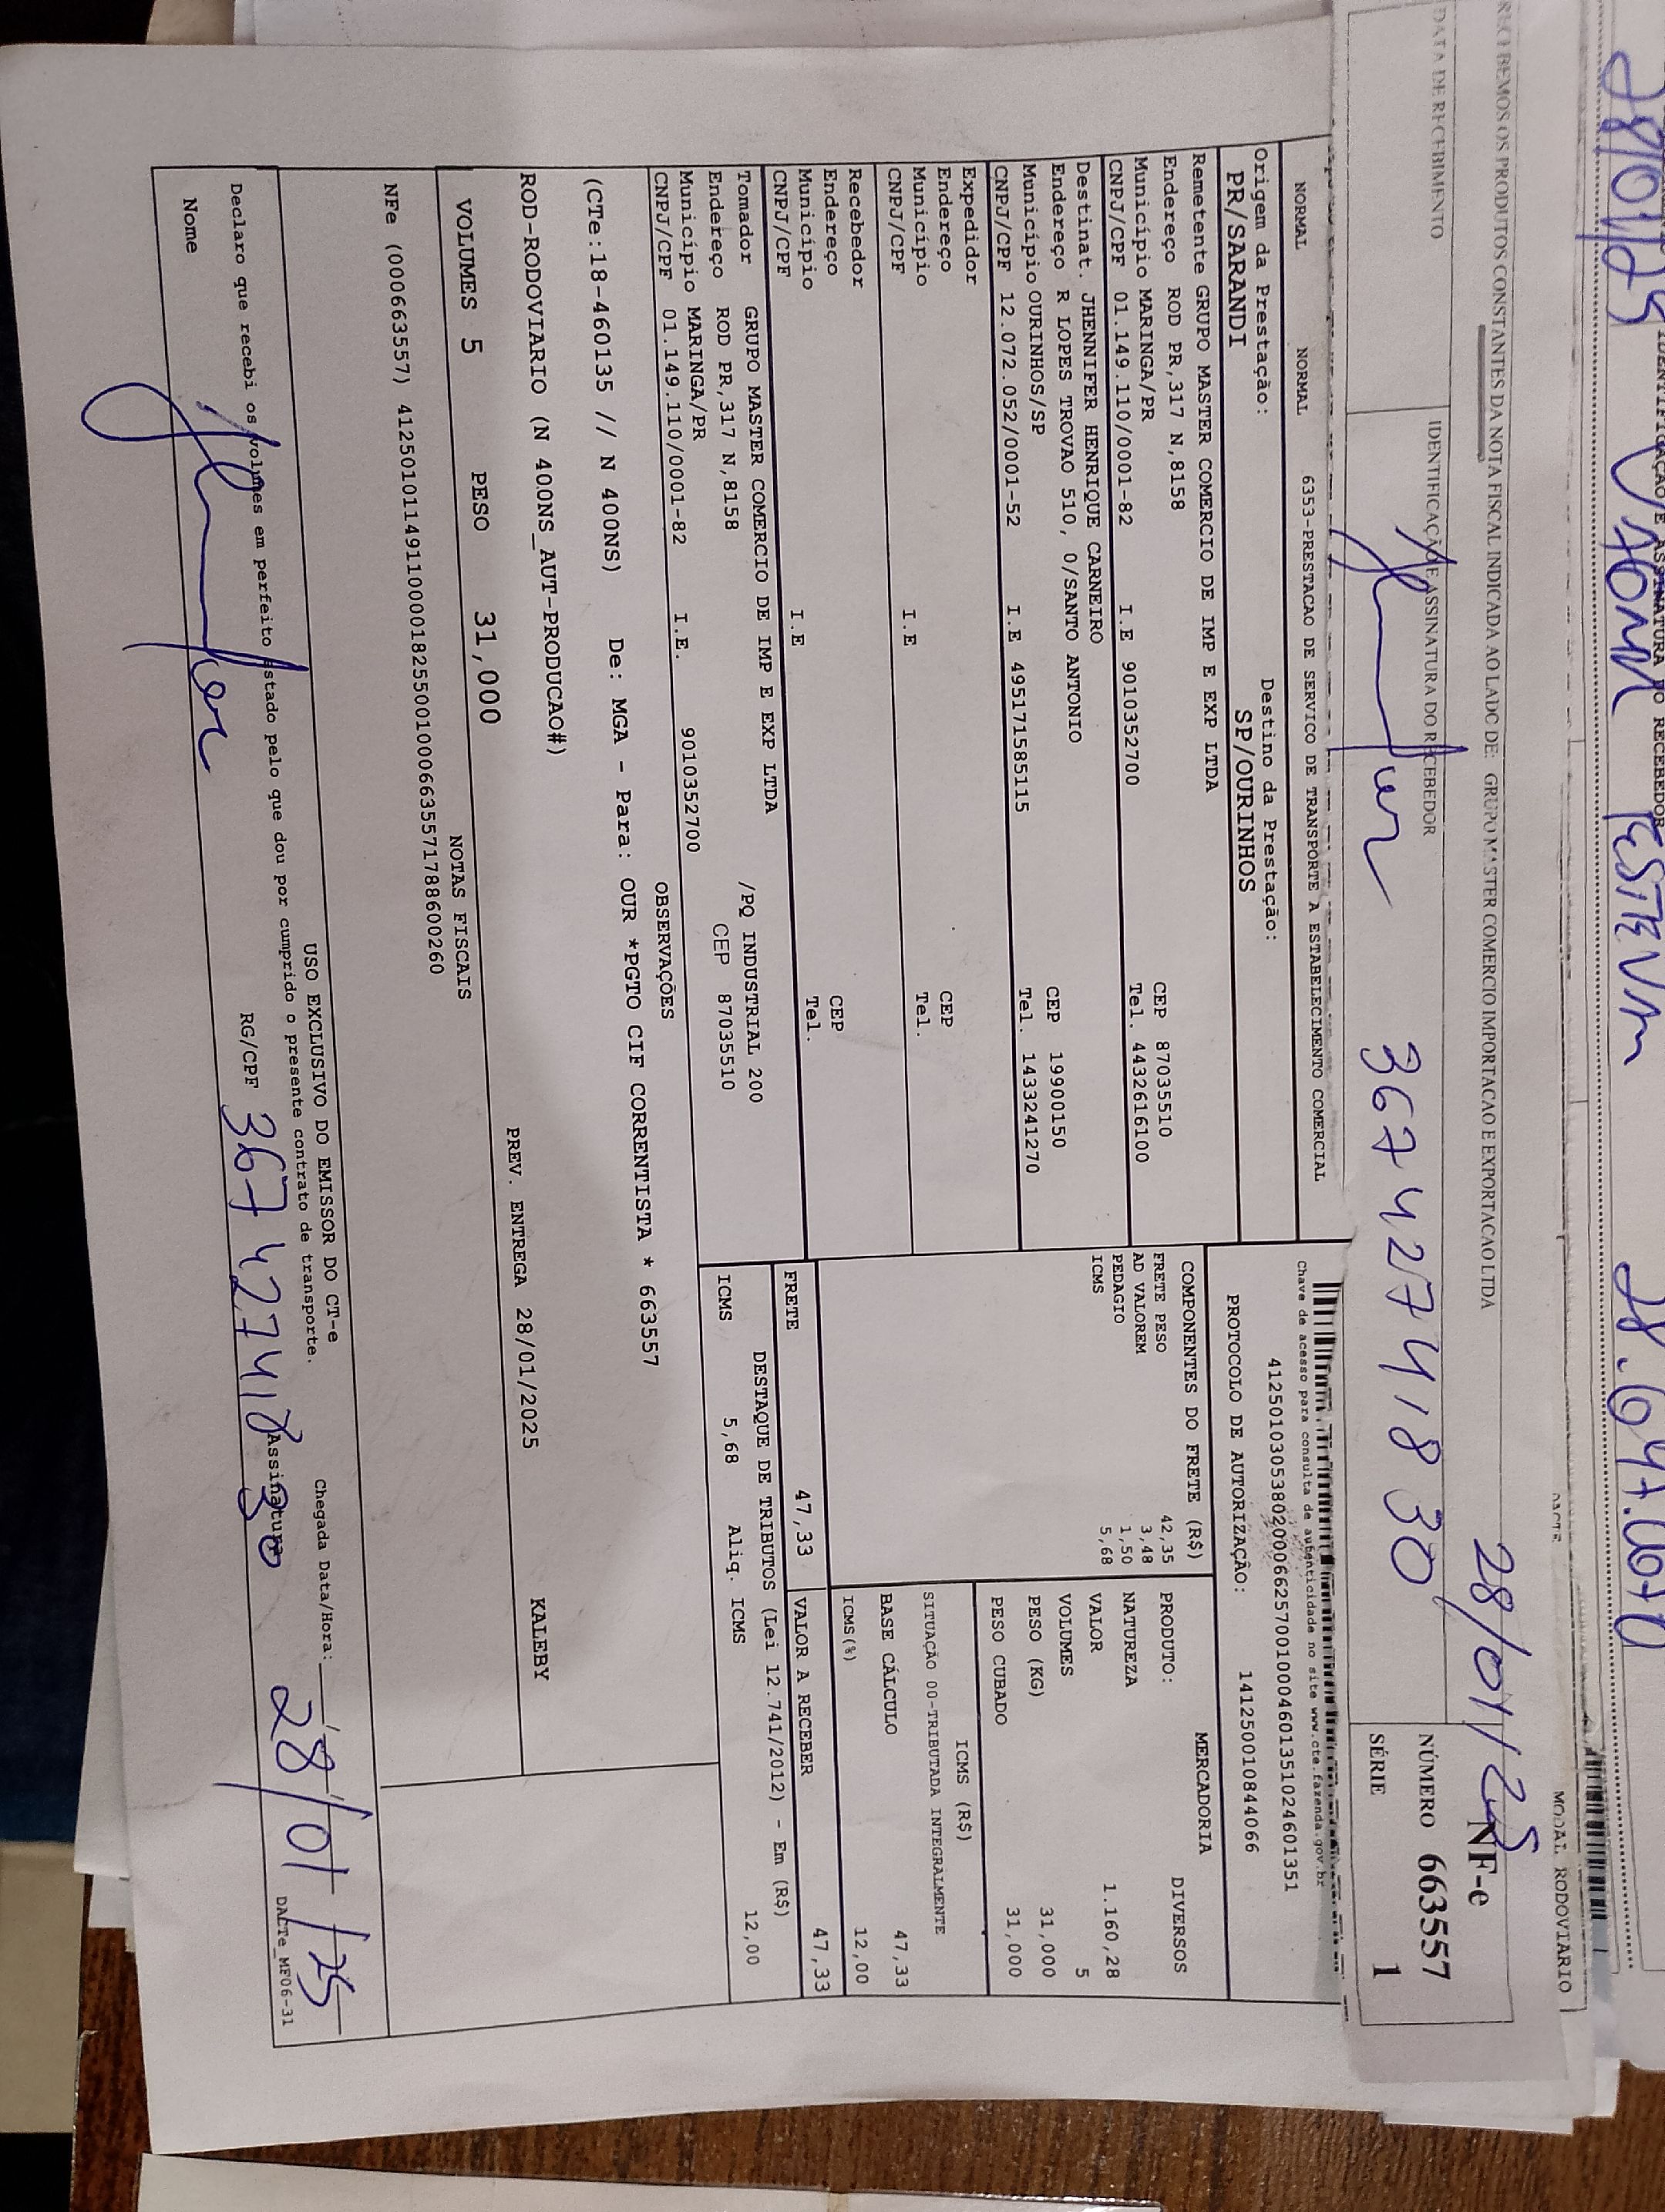 28/01/25
28.
IDENTIFICAÇÃO E ASSINATURA DO RECEBEDOR
DACTE
MODAL RODOVIARIO
RECEBEMOS OS PRODUTOS CONSTANTES DA NOTA FISCAL INDICADA AO LADO DE: GRUPO MASTER COMERCIO IMPORTACAO E EXPORTACAO LTDA
28/01/25
NF-e
DATA DE RECEBIMENTO
IDENTIFICAÇÃO E ASSINATURA DO RECEBEDOR
367 427418 30
NÚMERO 663557
SÉRIE 1
NORMAL NORMAL 6353-PRESTACAO DE SERVICO DE TRANSPORTE A ESTABELECIMENTO COMERCIAL
Chave de acesso para consulta de autenticidade no site www.cte.fazenda.gov.br
41250103053802000662570010004601351024601351
Origem da Prestação: Destino da Prestação:
PR/SARANDI SP/OURINHOS
PROTOCOLO DE AUTORIZAÇÃO: 141250010844066
Remetente GRUPO MASTER COMERCIO DE IMP E EXP LTDA
Endereço ROD PR,317 N,8158 CEP 87035510
Município MARINGA/PR Tel. 4432616100
CNPJ/CPF 01.149.110/0001-82 I.E 9010352700
Destinat. JHENNIFER HENRIQUE CARNEIRO
Endereço R LOPES TROVAO 510, 0/SANTO ANTONIO CEP 19900150
Município OURINHOS/SP Tel. 1433241270
CNPJ/CPF 12.072.052/0001-52 I.E 495171585115
Expedidor
Endereço CEP
Município Tel.
CNPJ/CPF I.E
Recebedor
Endereço CEP
Município Tel.
CNPJ/CPF I.E
Tomador GRUPO MASTER COMERCIO DE IMP E EXP LTDA
Endereço ROD PR,317 N,8158 /PQ INDUSTRIAL 200
Município MARINGA/PR CEP 87035510
CNPJ/CPF 01.149.110/0001-82 I.E. 9010352700
COMPONENTES DO FRETE (R$)
FRETE PESO 42,35
AD VALOREM 3,48
PEDAGIO 1,50
ICMS 5,68
MERCADORIA
PRODUTO: DIVERSOS
NATUREZA
VALOR 1.160,28
VOLUMES 5
PESO (KG) 31,000
PESO CUBADO 31,000
ICMS (R$)
SITUAÇÃO 00-TRIBUTADA INTEGRALMENTE
BASE CÁLCULO 47,33
ICMS(%) 12,00
FRETE 47,33
VALOR A RECEBER 47,33
DESTAQUE DE TRIBUTOS (Lei 12.741/2012) - Em (R$)
ICMS 5,68 Aliq. ICMS 12,00
OBSERVAÇÕES
(CTe:18-460135 // N 400NS) De: MGA - Para: OUR *PGTO CIF CORRENTISTA * 663557
ROD-RODOVIARIO (N 400NS_AUT-PRODUCAO#)
PREV. ENTREGA 28/01/2025 KALEBY
VOLUMES 5 PESO 31,000
NOTAS FISCAIS
NFe (000663557) 41250101149110000182550010006635571788600260
USO EXCLUSIVO DO EMISSOR DO CT-e
Declaro que recebi os volumes em perfeito estado pelo que dou por cumprido o presente contrato de transporte.
Chegada Data/Hora: 28/01/25
Nome
RG/CPF 367 427418 30
Assinatura
DACTe_MF06-31